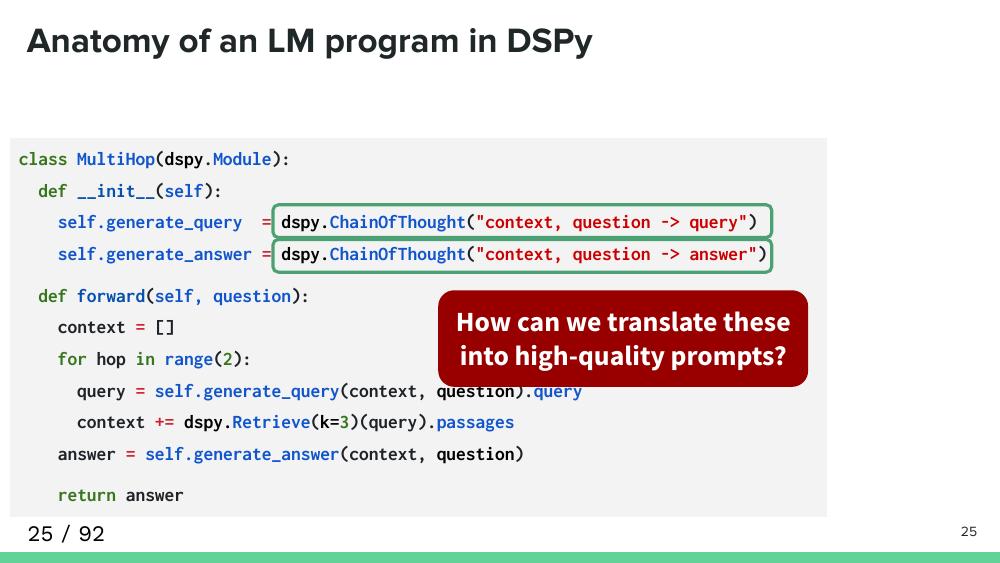 Anatomy of an LM program in DSPy
class MultiHop(dspy.Module):
  def __init__(self):
    self.generate_query  = dspy.ChainOfThought("context, question -> query")
    self.generate_answer = dspy.ChainOfThought("context, question -> answer")
  def forward(self, question):
    context = []
    for hop in range(2):
      query = self.generate_query(context, question).query
      context += dspy.Retrieve(k=3)(query).passages
    answer = self.generate_answer(context, question)
    return answer
How can we translate these
into high-quality prompts?
25 / 92
25